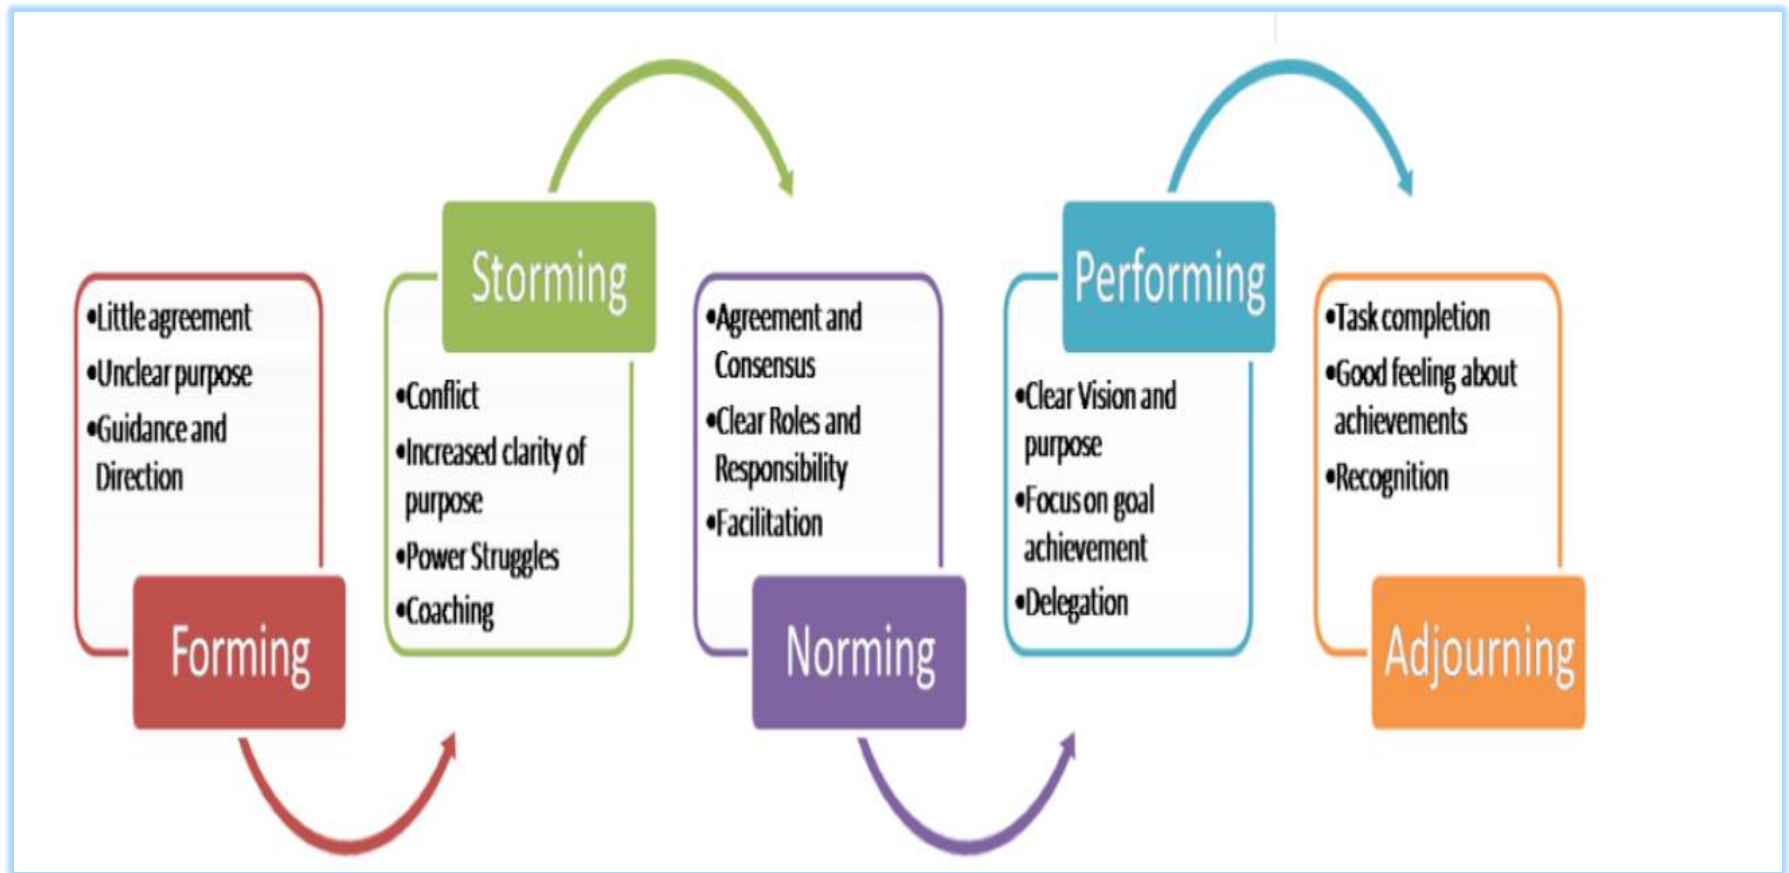 •Little agreement
•Unclear purpose
•Guidance and
Direction
Forming
Storming
•Conflict
•Increased clarity of
purpose
•Power Struggles
•Coaching
•Agreement and
Consensus
•Clear Roles and
Responsibility
•Facilitation
Norming
Performing
•Clear Vision and
purpose
•Focus on goal
achievement
•Delegation
•Task completion
•Good feeling about
achievements
•Recognition
Adjourning